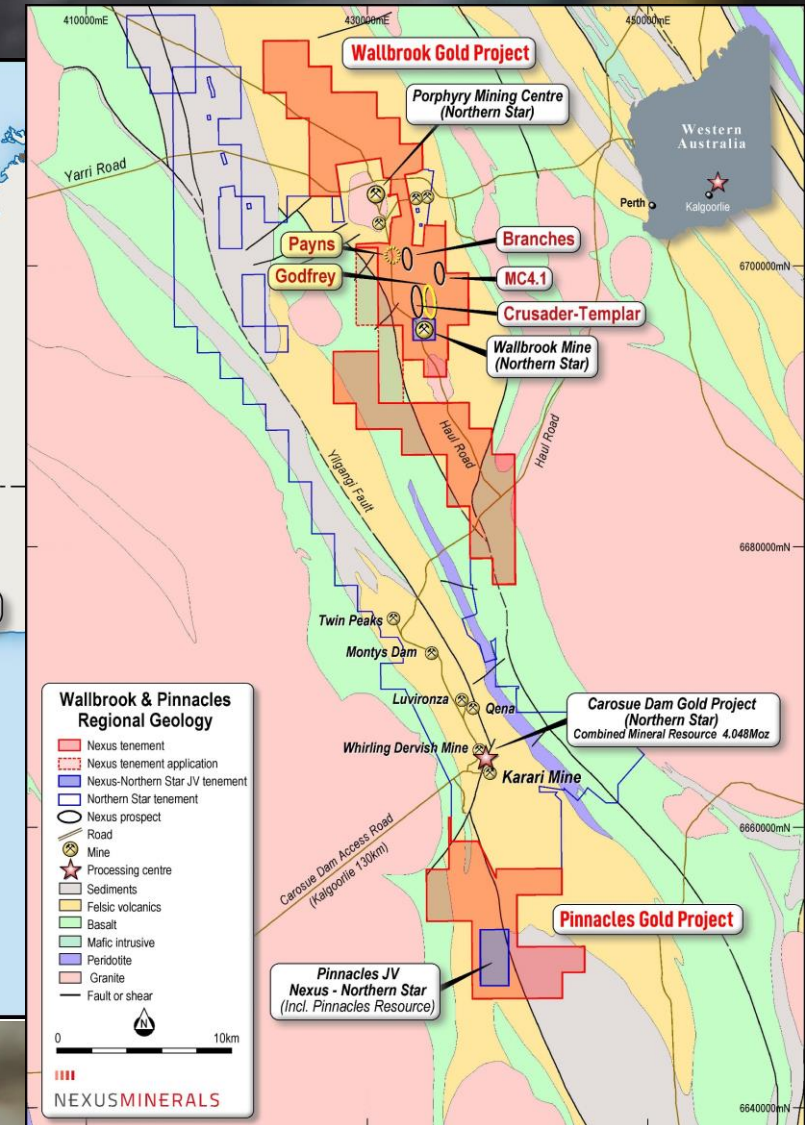 410000mE
430000mE
450000mE
Wallbrook Gold Project
Porphyry Mining Centre
(Northern Star)
Western
Australia
Perth
Kalgoorlie
Yarri Road
Payns
Branches
6700000mN
Godfrey
MC4.1
Crusader-Templar
Wallbrook Mine
(Northern Star)
Haul Road
Haul Road
Yilgangi Fault
6680000mN
Twin Peaks
Montys Dam
Luvironza
Qena
Carosue Dam Gold Project
(Northern Star)
Combined Mineral Resource 4.048Moz
Whirling Dervish Mine
Karari Mine
6660000mN
Carosue Dam Access Road
(Kalgoorlie 130km)
Pinnacles Gold Project
Pinnacles JV
Nexus - Northern Star
(Incl. Pinnacles Resource)
6640000mN
Wallbrook & Pinnacles
Regional Geology
Nexus tenement
Nexus tenement application
Nexus-Northern Star JV tenement
Northern Star tenement
Nexus prospect
Road
Mine
Processing centre
Sediments
Felsic volcanics
Basalt
Mafic intrusive
Peridotite
Granite
Fault or shear
N
0
10km
NEXUSMINERALS